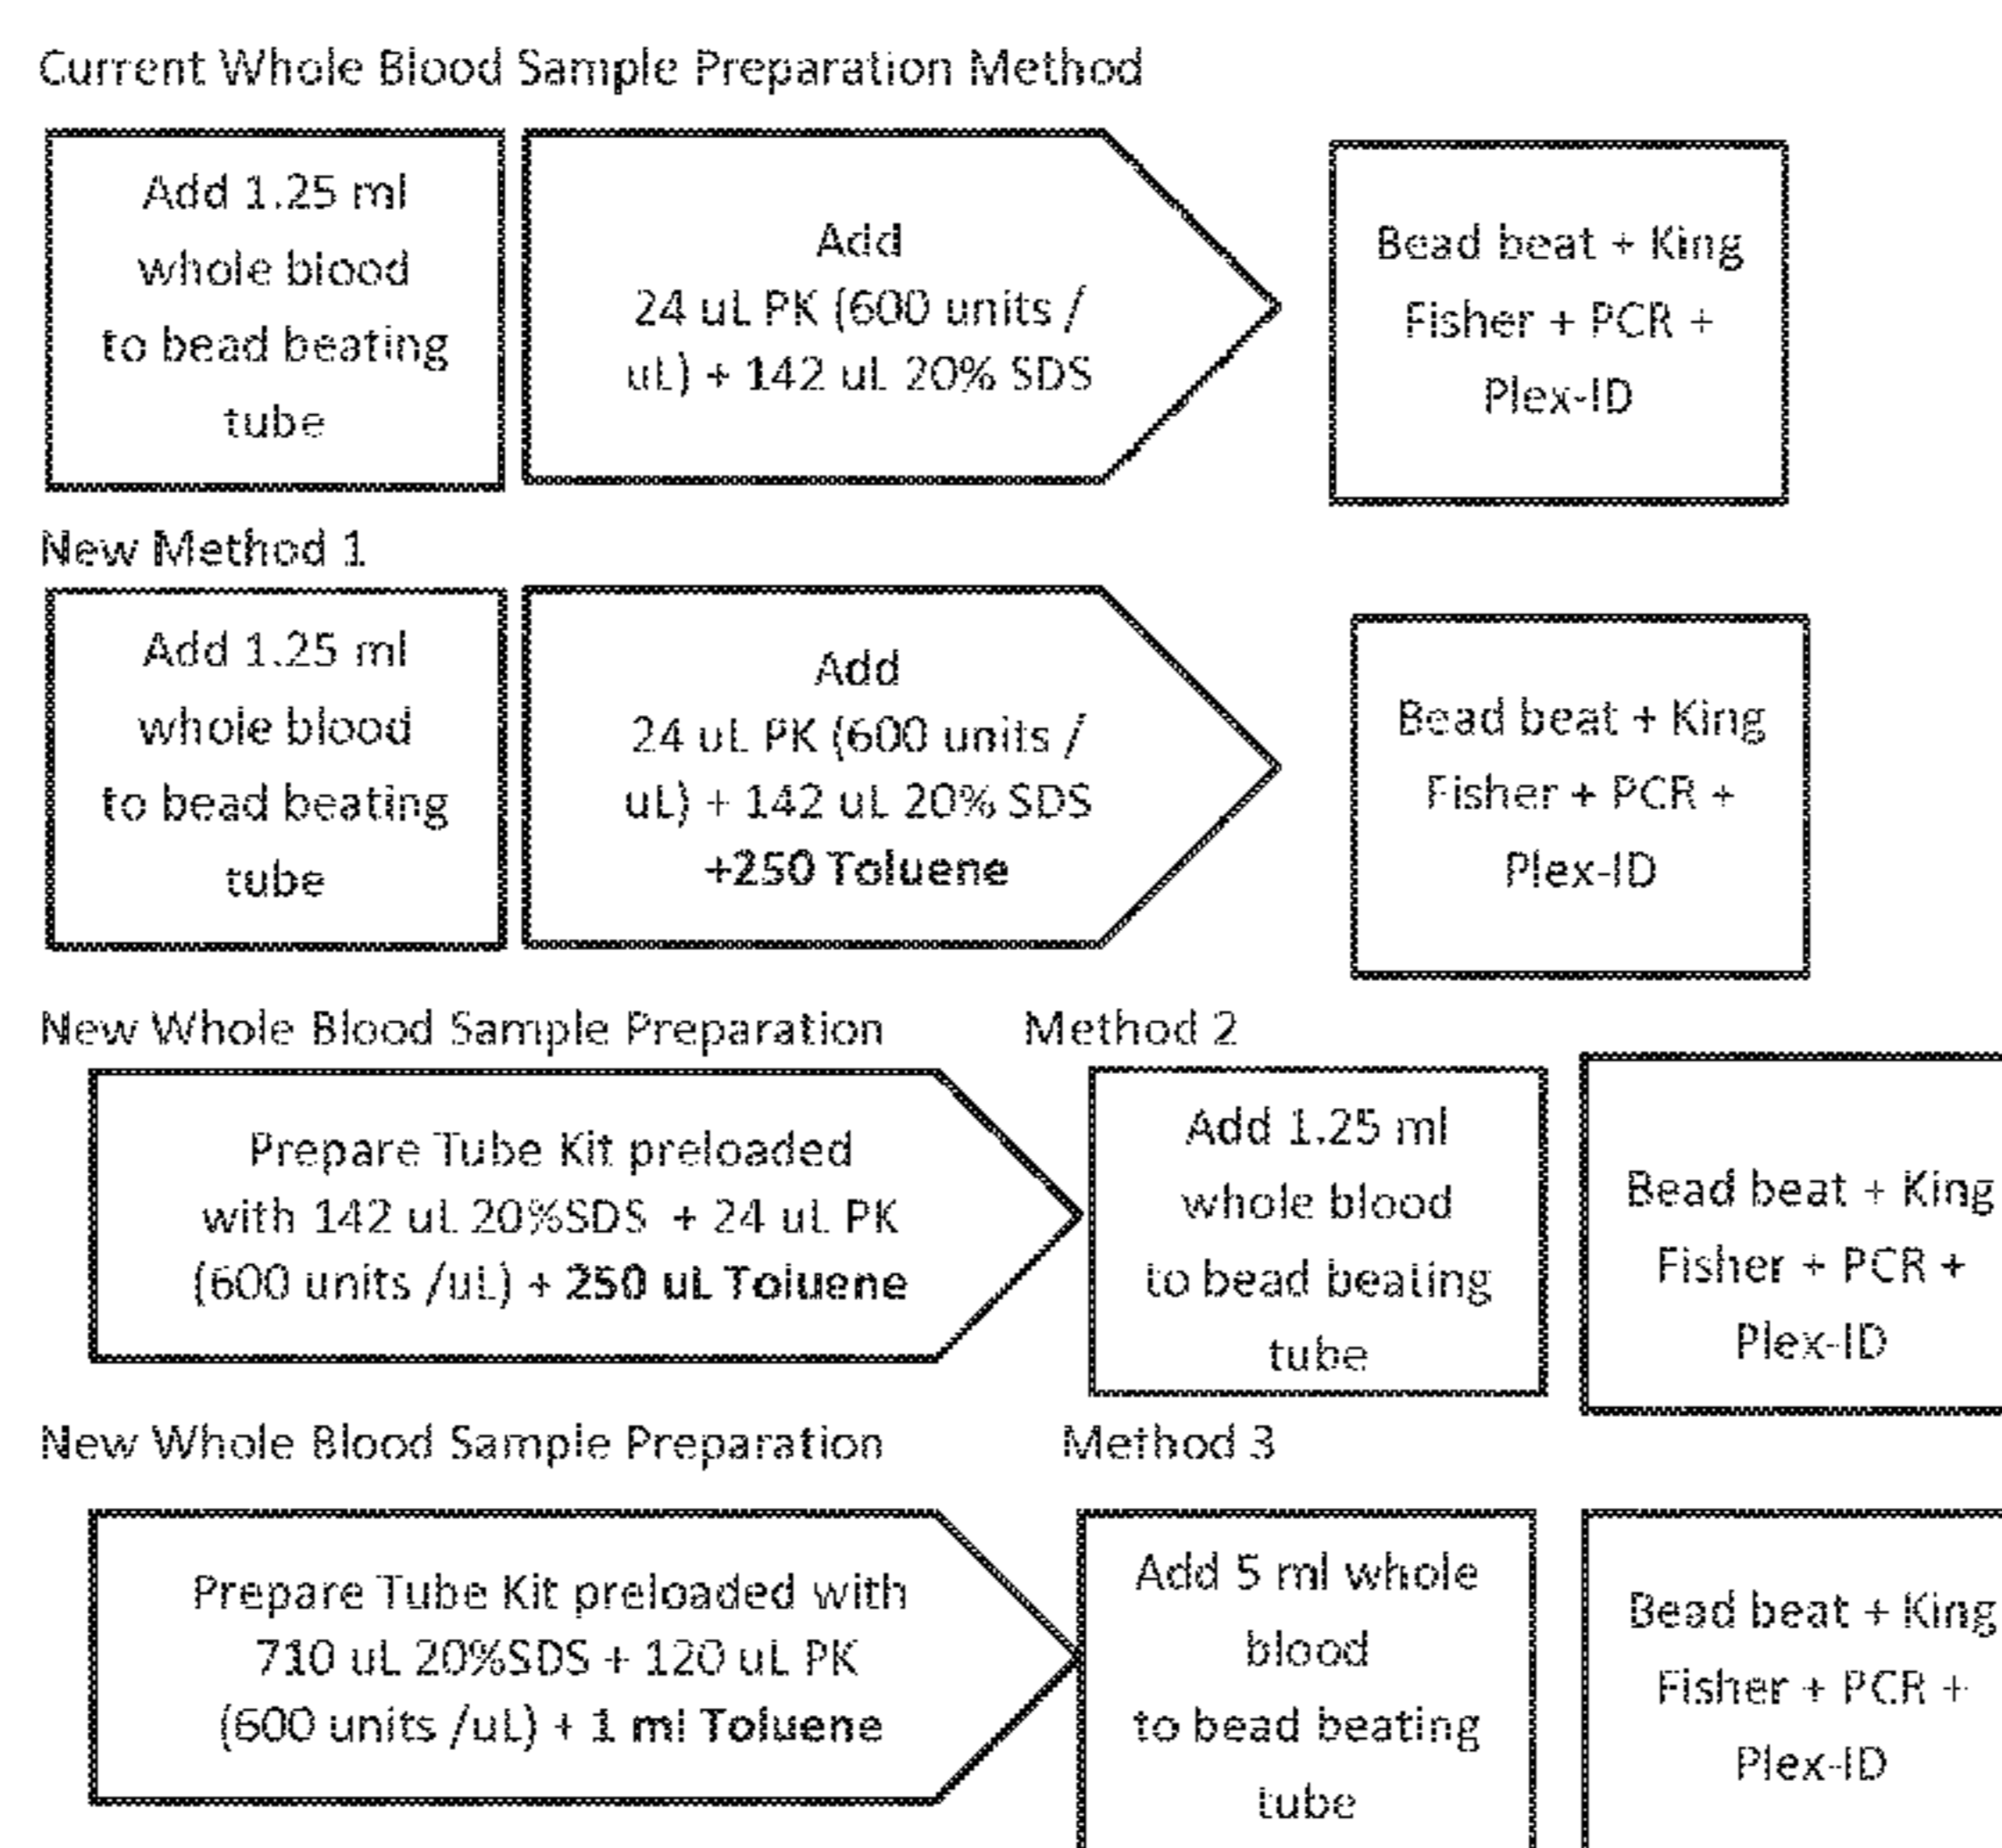 Current Whole Blood Sample Preparation Method
Add 1.25 ml
whole blood
to bead beating
tube
Add
24 uL PK (600 units /
uL) + 142 uL 20% SDS
Bead beat + King
Fisher + PCR +
Plex-ID
New Method 1
Add 1.25 ml
whole blood
to bead beating
tube
Add
24 uL PK (600 units /
uL) + 142 uL 20% SDS
+250 Toluene
Bead beat + King
Fisher + PCR +
Plex-ID
New Whole Blood Sample Preparation Method 2
Prepare Tube Kit preloaded
with 142 uL 20%SDS + 24 uL PK
(600 units /uL) + 250 uL Toluene
Add 1.25 ml
whole blood
to bead beating
tube
Bead beat + King
Fisher + PCR +
Plex-ID
New Whole Blood Sample Preparation Method 3
Prepare Tube Kit preloaded with
710 uL 20%SDS + 120 uL PK
(600 units /uL) + 1 ml Toluene
Add 5 ml whole
blood
to bead beating
tube
Bead beat + King
Fisher + PCR +
Plex-ID